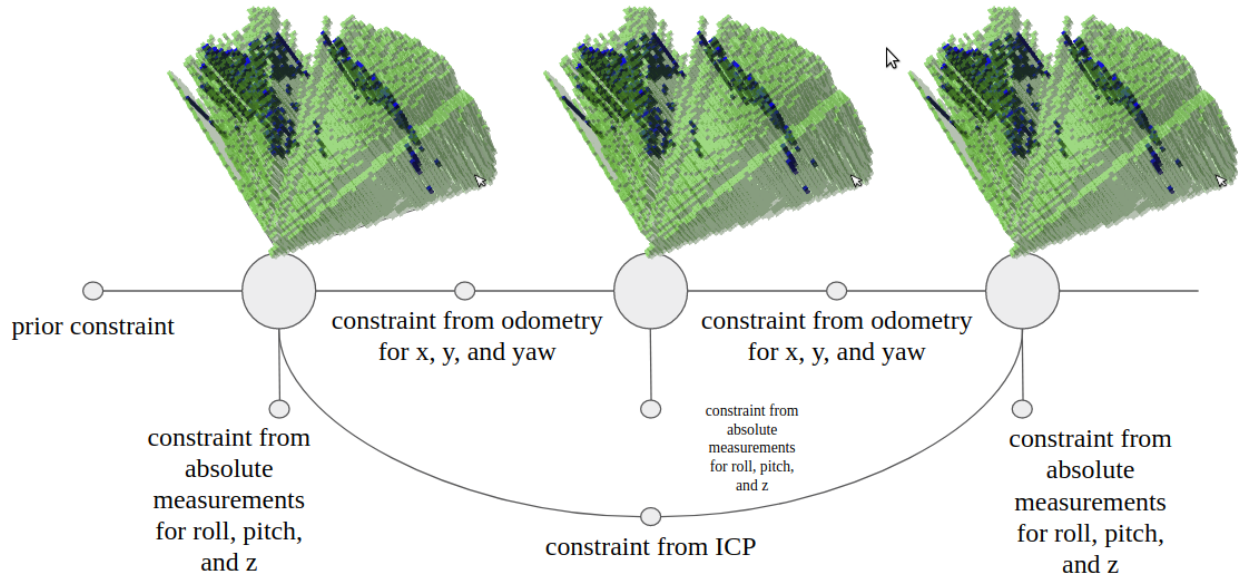 prior constraint
constraint from odometry
for x, y, and yaw
constraint from odometry
for x, y, and yaw
constraint from
absolute
measurements
for roll, pitch,
and z
constraint from
absolute
measurements
for roll, pitch,
and z
constraint from
absolute
measurements
for roll, pitch,
and z
constraint from ICP